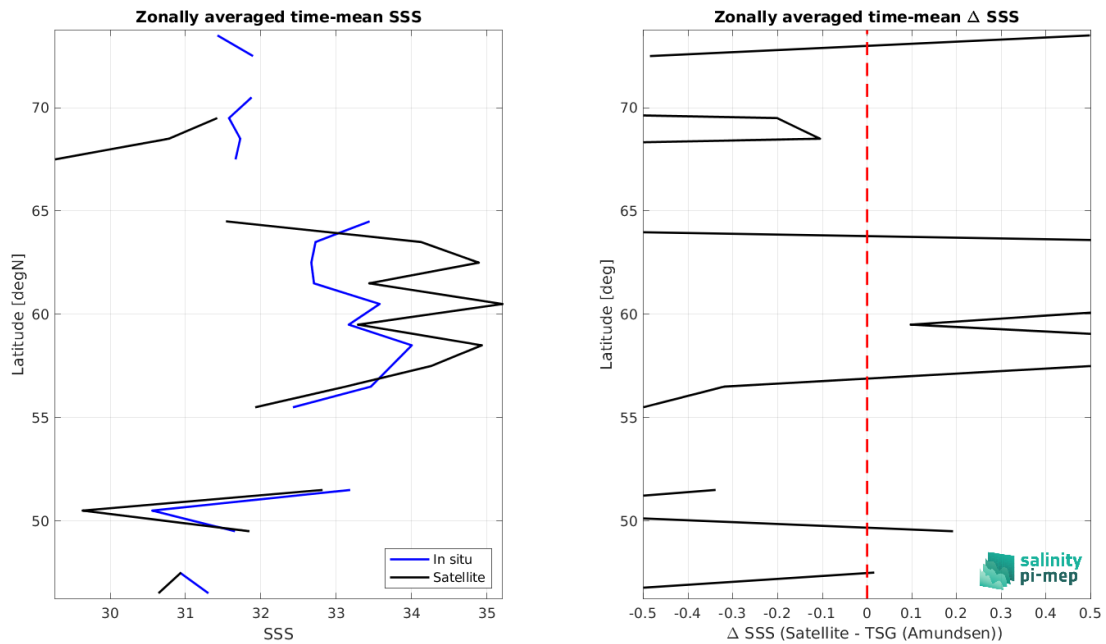 Zonally averaged time-mean SSS
Latitude [degN]
70
65
60
55
50
30
31
32
33
34
35
SSS
In situ
Satellite
Zonally averaged time-mean Δ SSS
Latitude [deg]
70
65
60
55
50
-0.5
-0.4
-0.3
-0.2
-0.1
0
0.1
0.2
0.3
0.4
0.5
Δ SSS (Satellite - TSG (Amundsen))
salinity
pi-mep